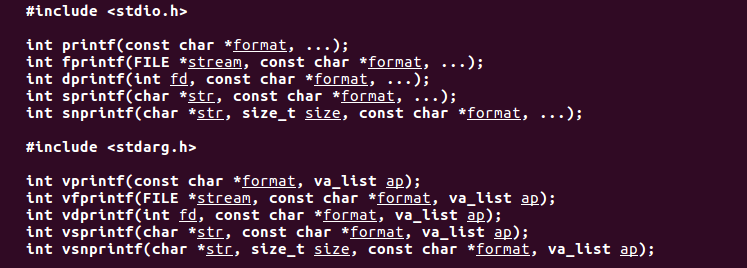 #include <stdio.h>
int printf(const char *format, ...);
int fprintf(FILE *stream, const char *format, ...);
int dprintf(int fd, const char *format, ...);
int sprintf(char *str, const char *format, ...);
int snprintf(char *str, size_t size, const char *format, ...);
#include <stdarg.h>
int vprintf(const char *format, va_list ap);
int vfprintf(FILE *stream, const char *format, va_list ap);
int vdprintf(int fd, const char *format, va_list ap);
int vsprintf(char *str, const char *format, va_list ap);
int vsnprintf(char *str, size_t size, const char *format, va_list ap);